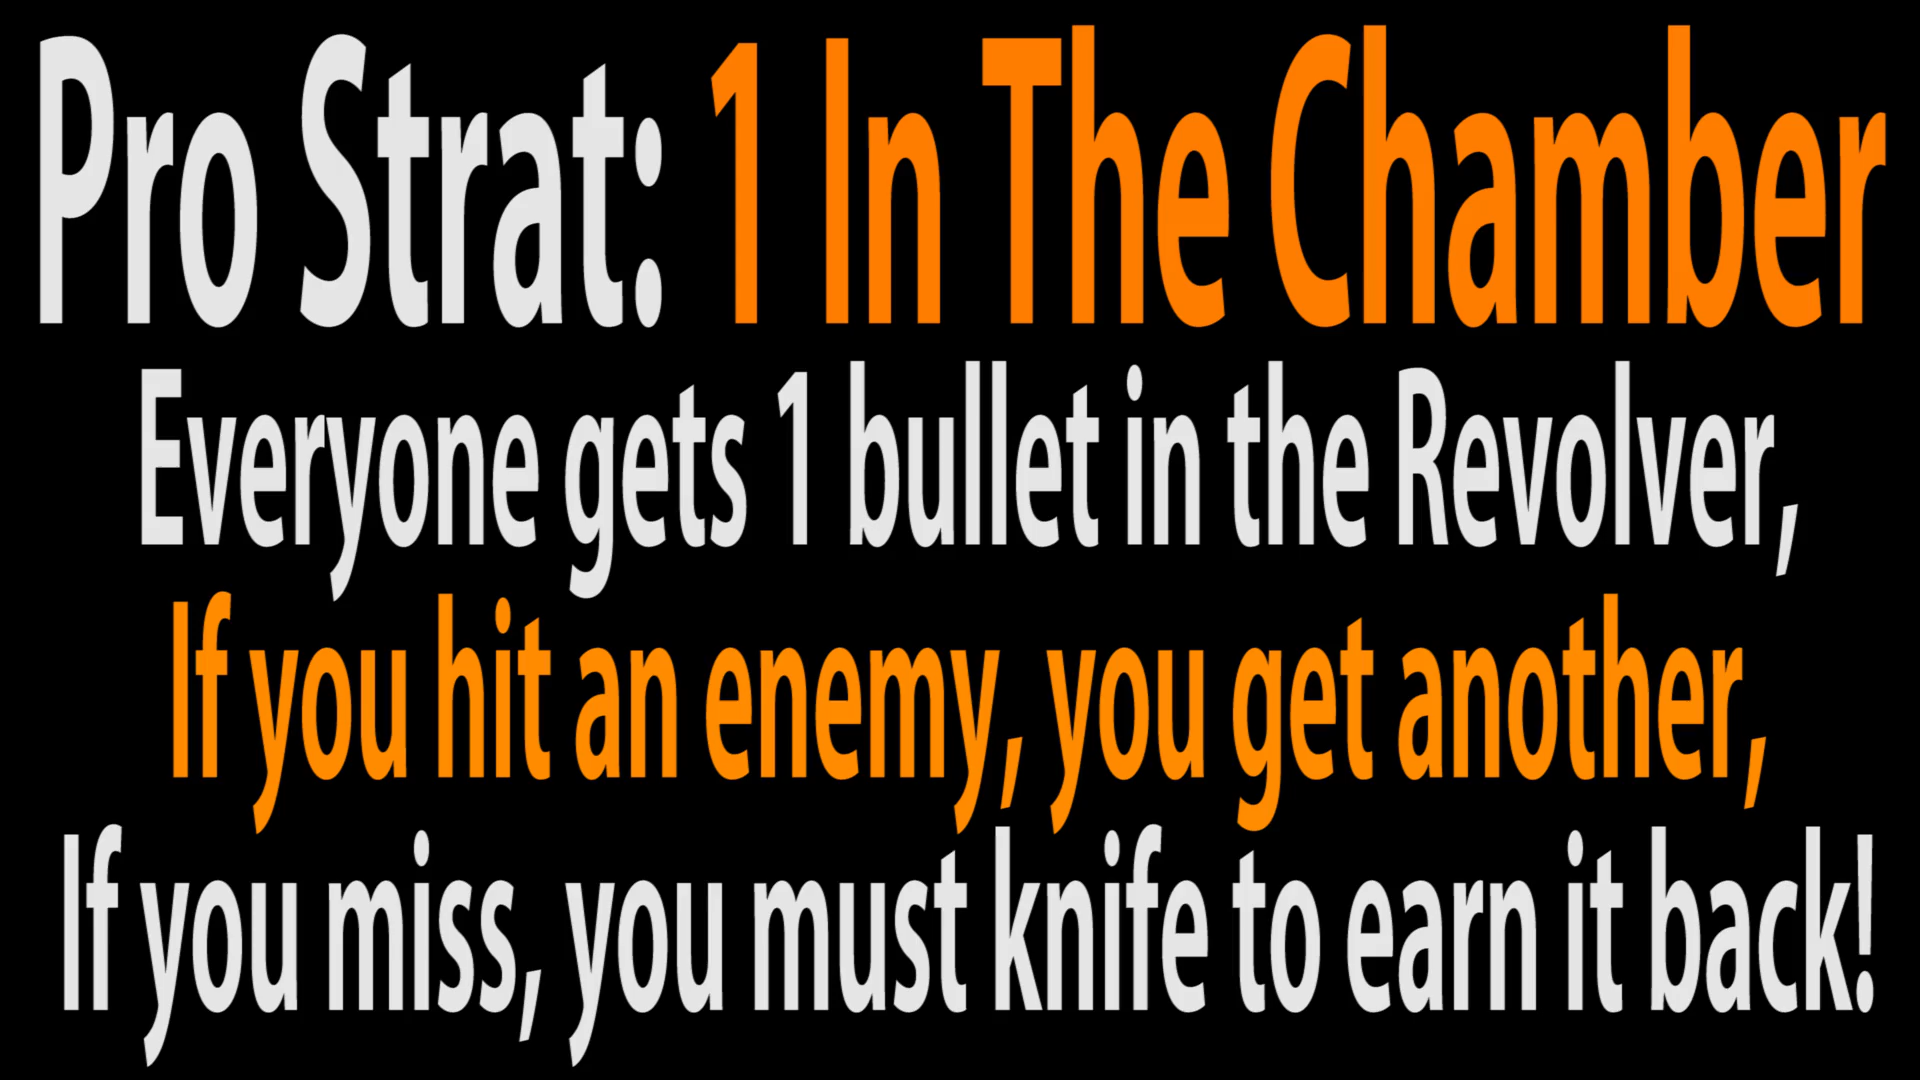 Pro Strat: 1 In The Chamber
Everyone gets 1 bullet in the Revolver,
If you hit an enemy, you get another,
If you miss, you must knife to earn it back!